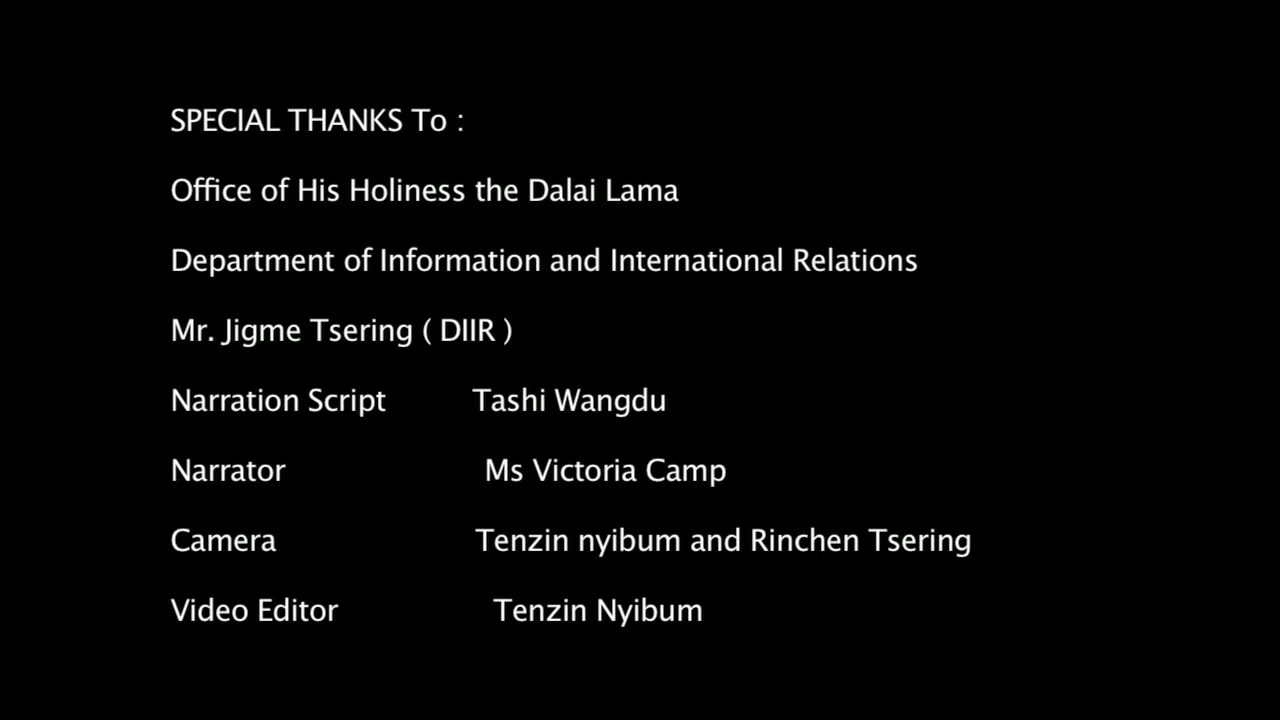 SPECIAL THANKS To :
Office of His Holiness the Dalai Lama
Department of Information and International Relations
Mr. Jigme Tsering ( DIIR )
Narration Script Tashi Wangdu
Narrator Ms Victoria Camp
Camera Tenzin nyibum and Rinchen Tsering
Video Editor Tenzin Nyibum